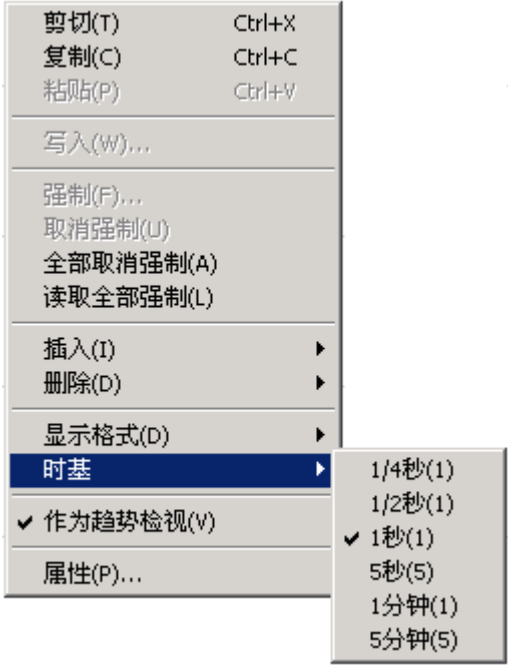 剪切(T) Ctrl+X
复制(C) Ctrl+C
粘贴(P) Ctrl+V
写入(W)...
强制(F)...
取消强制(U)
全部取消强制(A)
读取全部强制(L)
插入(I)
删除(D)
显示格式(D)
时基
作为趋势检视(V)
属性(P)...
1/4秒(1)
1/2秒(1)
1秒(1)
5秒(5)
1分钟(1)
5分钟(5)